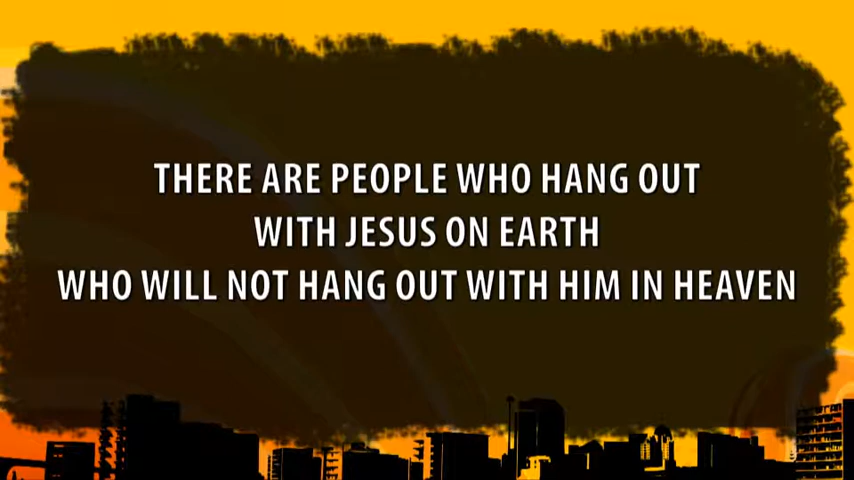 THERE ARE PEOPLE WHO HANG OUT
WITH JESUS ON EARTH
WHO WILL NOT HANG OUT WITH HIM IN HEAVEN